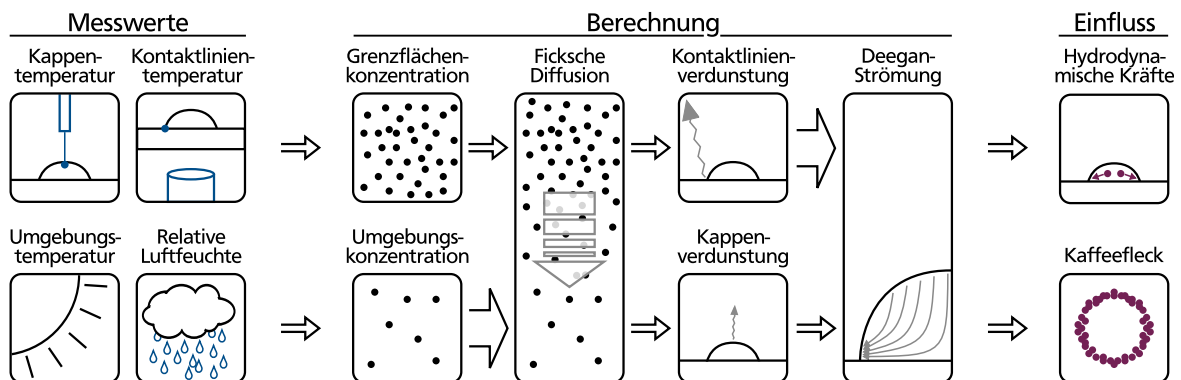 Messwerte
Berechnung
Einfluss
Kappen-
temperatur
Kontaktlinien-
temperatur
Grenzflächen-
konzentration
Ficksche
Diffusion
Kontaktlinien-
verdunstung
Deegan-
Strömung
Hydrodyna-
mische Kräfte
Umgebungs-
temperatur
Relative
Luftfeuchte
Umgebungs-
konzentration
Kappen-
verdunstung
Kaffeefleck